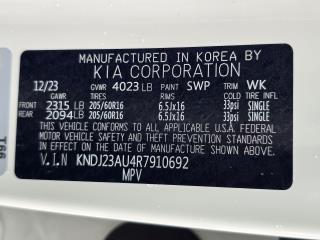 MANUFACTURED IN KOREA BY
KIA CORPORATION
12/23 GVWR 4023 LB PAINT SWP TRIM WK
GAWR TIRES RIMS COLD TIRE INFL.
FRONT 2315 LB 205/60R16 6.5Jx16 33psi SINGLE
REAR 2094 LB 205/60R16 6.5Jx16 33psi SINGLE
THIS VEHICLE CONFORMS TO ALL APPLICABLE U.S.A. FEDERAL
MOTOR VEHICLE SAFETY, BUMPER, AND THEFT PREVENTION STANDARDS
IN EFFECT ON THE DATE OF MANUFACTURE SHOWN ABOVE.
V.I.N KNDJ23AU4R7910692
MPV